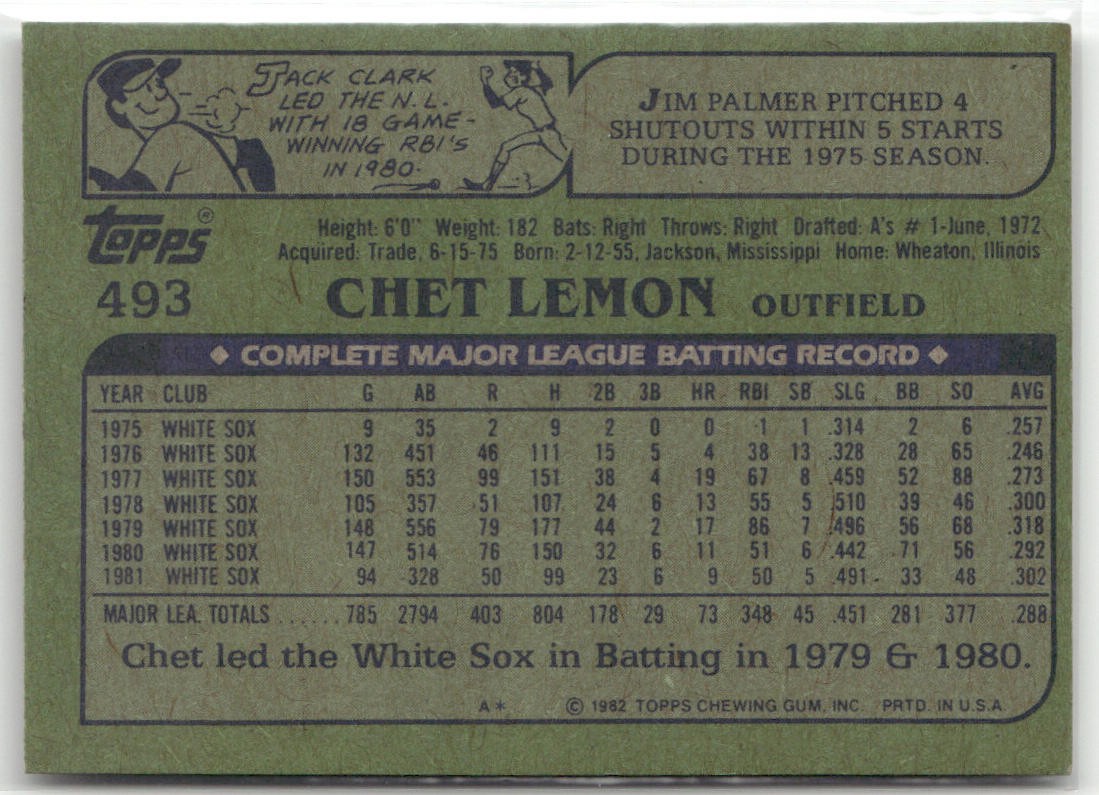 JACK CLARK
LED THE N.L.
WITH 18 GAME-
WINNING RBI'S
IN 1980.
JIM PALMER PITCHED 4
SHUTOUTS WITHIN 5 STARTS
DURING THE 1975 SEASON.
Topps®
Height: 6'0" Weight: 182 Bats: Right Throws: Right Drafted: A's # 1-June, 1972
Acquired: Trade, 6-15-75 Born: 2-12-55, Jackson, Mississippi Home: Wheaton, Illinois
493 CHET LEMON OUTFIELD
◆ COMPLETE MAJOR LEAGUE BATTING RECORD ◆
YEAR CLUB G AB R H 2B 3B HR RBI SB SLG BB SO AVG
1975 WHITE SOX 9 35 2 9 2 0 0 1 1 .314 2 6 .257
1976 WHITE SOX 132 451 46 111 15 5 4 38 13 .328 28 65 .246
1977 WHITE SOX 150 553 99 151 38 4 19 67 8 .459 52 88 .273
1978 WHITE SOX 105 357 51 107 24 6 13 55 5 .510 39 46 .300
1979 WHITE SOX 148 556 79 177 44 2 17 86 7 .496 56 68 .318
1980 WHITE SOX 147 514 76 150 32 6 11 51 6 .442 71 56 .292
1981 WHITE SOX 94 328 50 99 23 6 9 50 5 .491 33 48 .302
MAJOR LEA. TOTALS ...... 785 2794 403 804 178 29 73 348 45 .451 281 377 .288
Chet led the White Sox in Batting in 1979 & 1980.
A* © 1982 TOPPS CHEWING GUM, INC. PRTD. IN U.S.A.